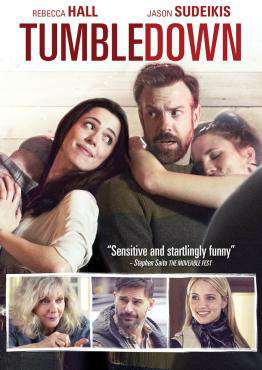 REBECCA HALL JASON SUDEIKIS
TUMBLEDOWN
"Sensitive and startlingly funny"
– Stephen Saito THE MOVEABLE FEST